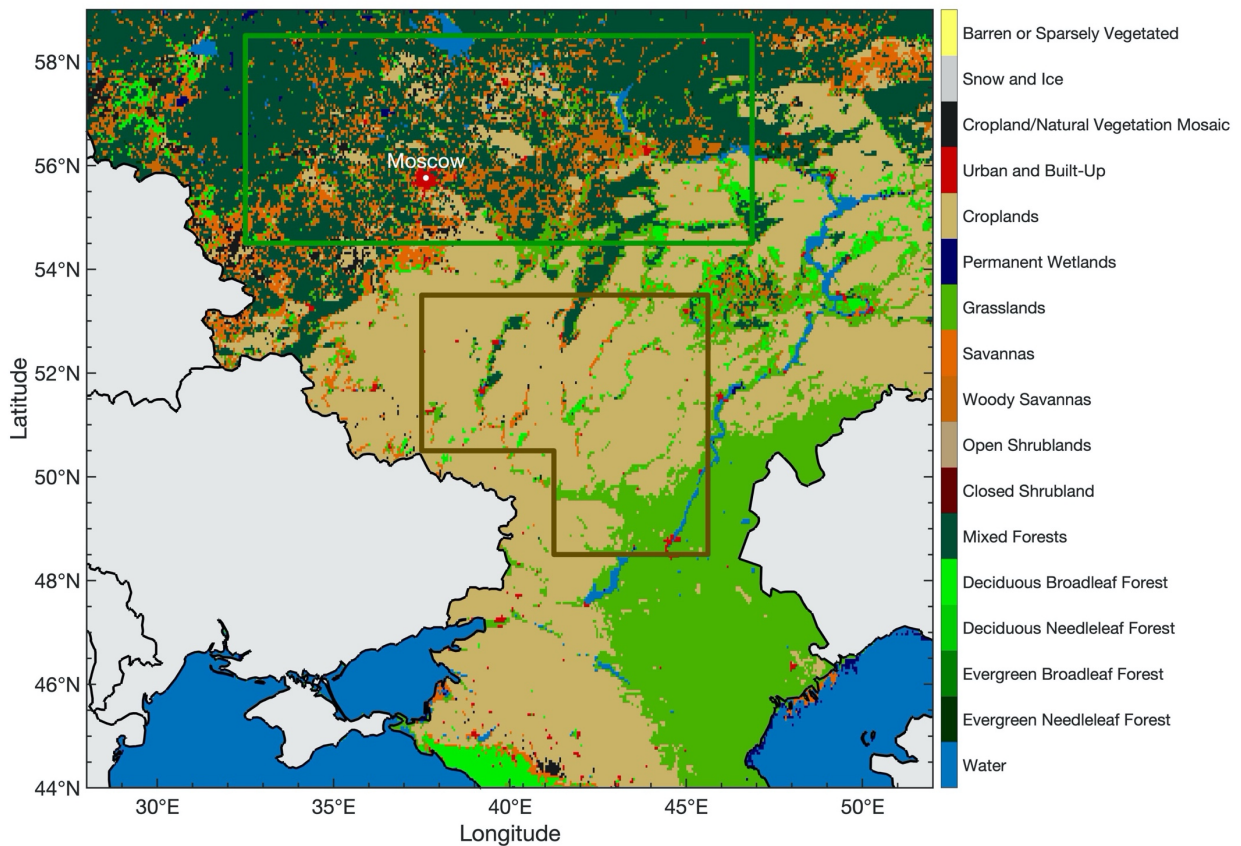 58°N
56°N
54°N
52°N
50°N
48°N
46°N
44°N
Latitude
30°E
35°E
40°E
45°E
50°E
Longitude
Moscow
Barren or Sparsely Vegetated
Snow and Ice
Cropland/Natural Vegetation Mosaic
Urban and Built-Up
Croplands
Permanent Wetlands
Grasslands
Savannas
Woody Savannas
Open Shrublands
Closed Shrubland
Mixed Forests
Deciduous Broadleaf Forest
Deciduous Needleleaf Forest
Evergreen Broadleaf Forest
Evergreen Needleleaf Forest
Water